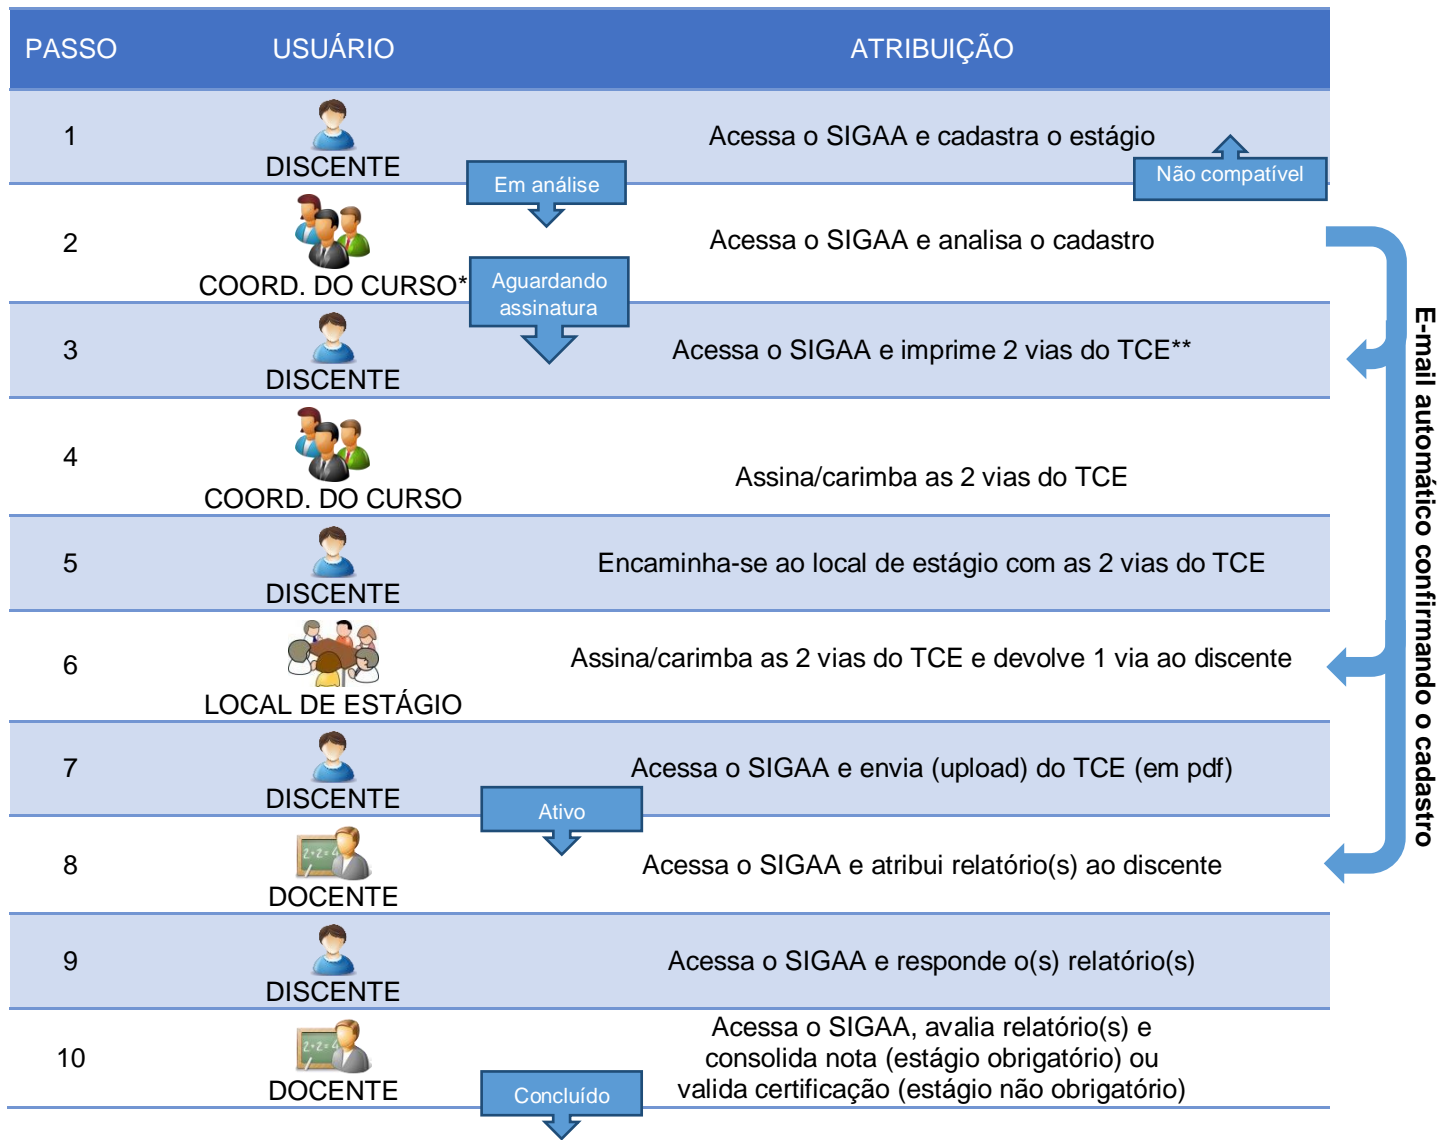 PASSO USUÁRIO ATRIBUIÇÃO
1
DISCENTE
Acessa o SIGAA e cadastra o estágio
Não compatível
Em análise
2
COORD. DO CURSO*
Acessa o SIGAA e analisa o cadastro
Aguardando
assinatura
3
DISCENTE
Acessa o SIGAA e imprime 2 vias do TCE**
4
COORD. DO CURSO
Assina/carimba as 2 vias do TCE
5
DISCENTE
Encaminha-se ao local de estágio com as 2 vias do TCE
6
LOCAL DE ESTÁGIO
Assina/carimba as 2 vias do TCE e devolve 1 via ao discente
7
DISCENTE
Acessa o SIGAA e envia (upload) do TCE (em pdf)
Ativo
8
2+2=4
DOCENTE
Acessa o SIGAA e atribui relatório(s) ao discente
9
DISCENTE
Acessa o SIGAA e responde o(s) relatório(s)
10
2+2=4
DOCENTE
Acessa o SIGAA, avalia relatório(s) e
consolida nota (estágio obrigatório) ou
valida certificação (estágio não obrigatório)
Concluído
E-mail automático confirmando o cadastro